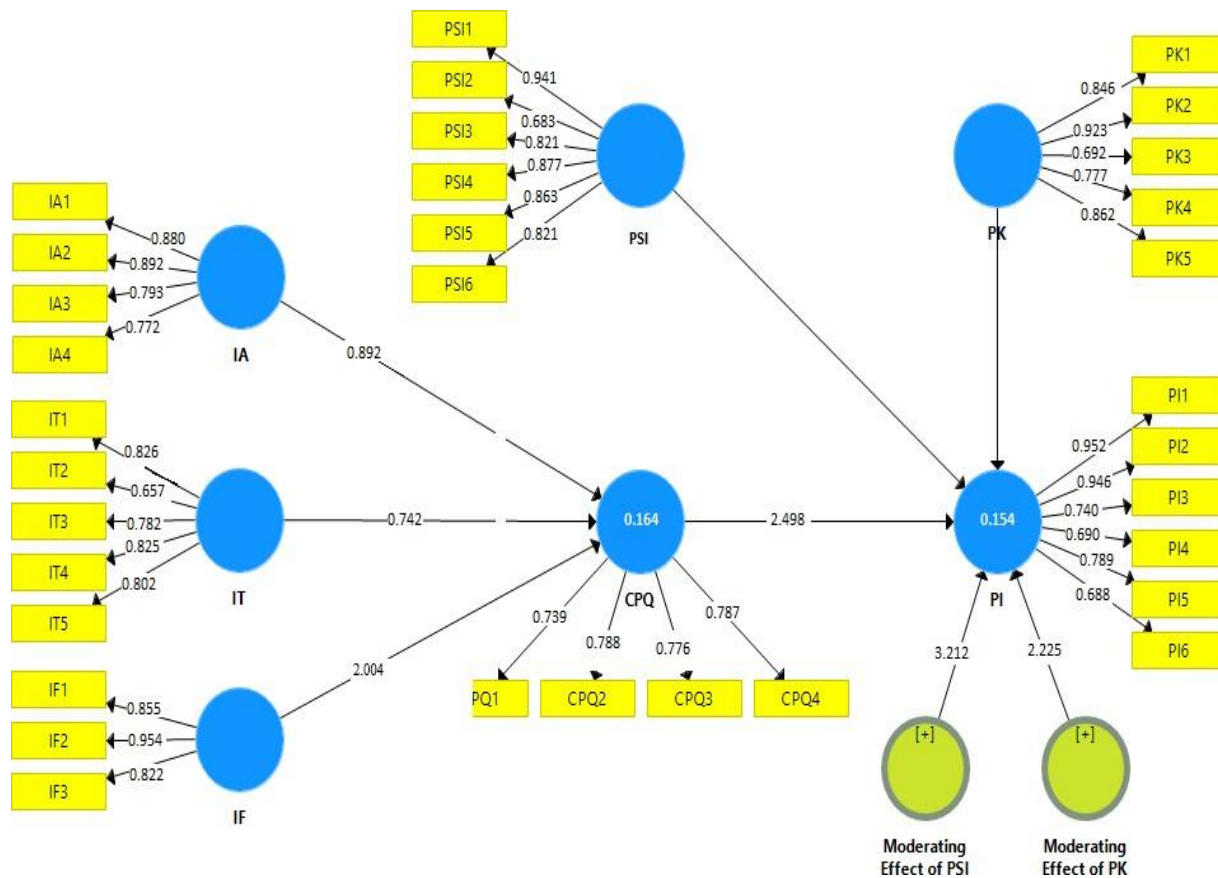 PSI1
PSI2
PSI3
PSI4
PSI5
PSI6
0.941
0.683
0.821
0.877
0.863
0.821
PSI
PK1
PK2
PK3
PK4
PK5
0.846
0.923
0.692
0.777
0.862
PK
IA1
IA2
IA3
IA4
0.880
0.892
0.793
0.772
IA
0.892
IT1
IT2
IT3
IT4
IT5
0.826
0.657
0.782
0.825
0.802
IT
0.742
IF1
IF2
IF3
0.855
0.954
0.822
IF
2.004
0.164
CPQ
0.739
0.788
0.776
0.787
PQ1
CPQ2
CPQ3
CPQ4
2.498
0.154
PI
0.952
0.946
0.740
0.690
0.789
0.688
PI1
PI2
PI3
PI4
PI5
PI6
3.212
2.225
[+]
[+]
Moderating
Effect of PSI
Moderating
Effect of PK